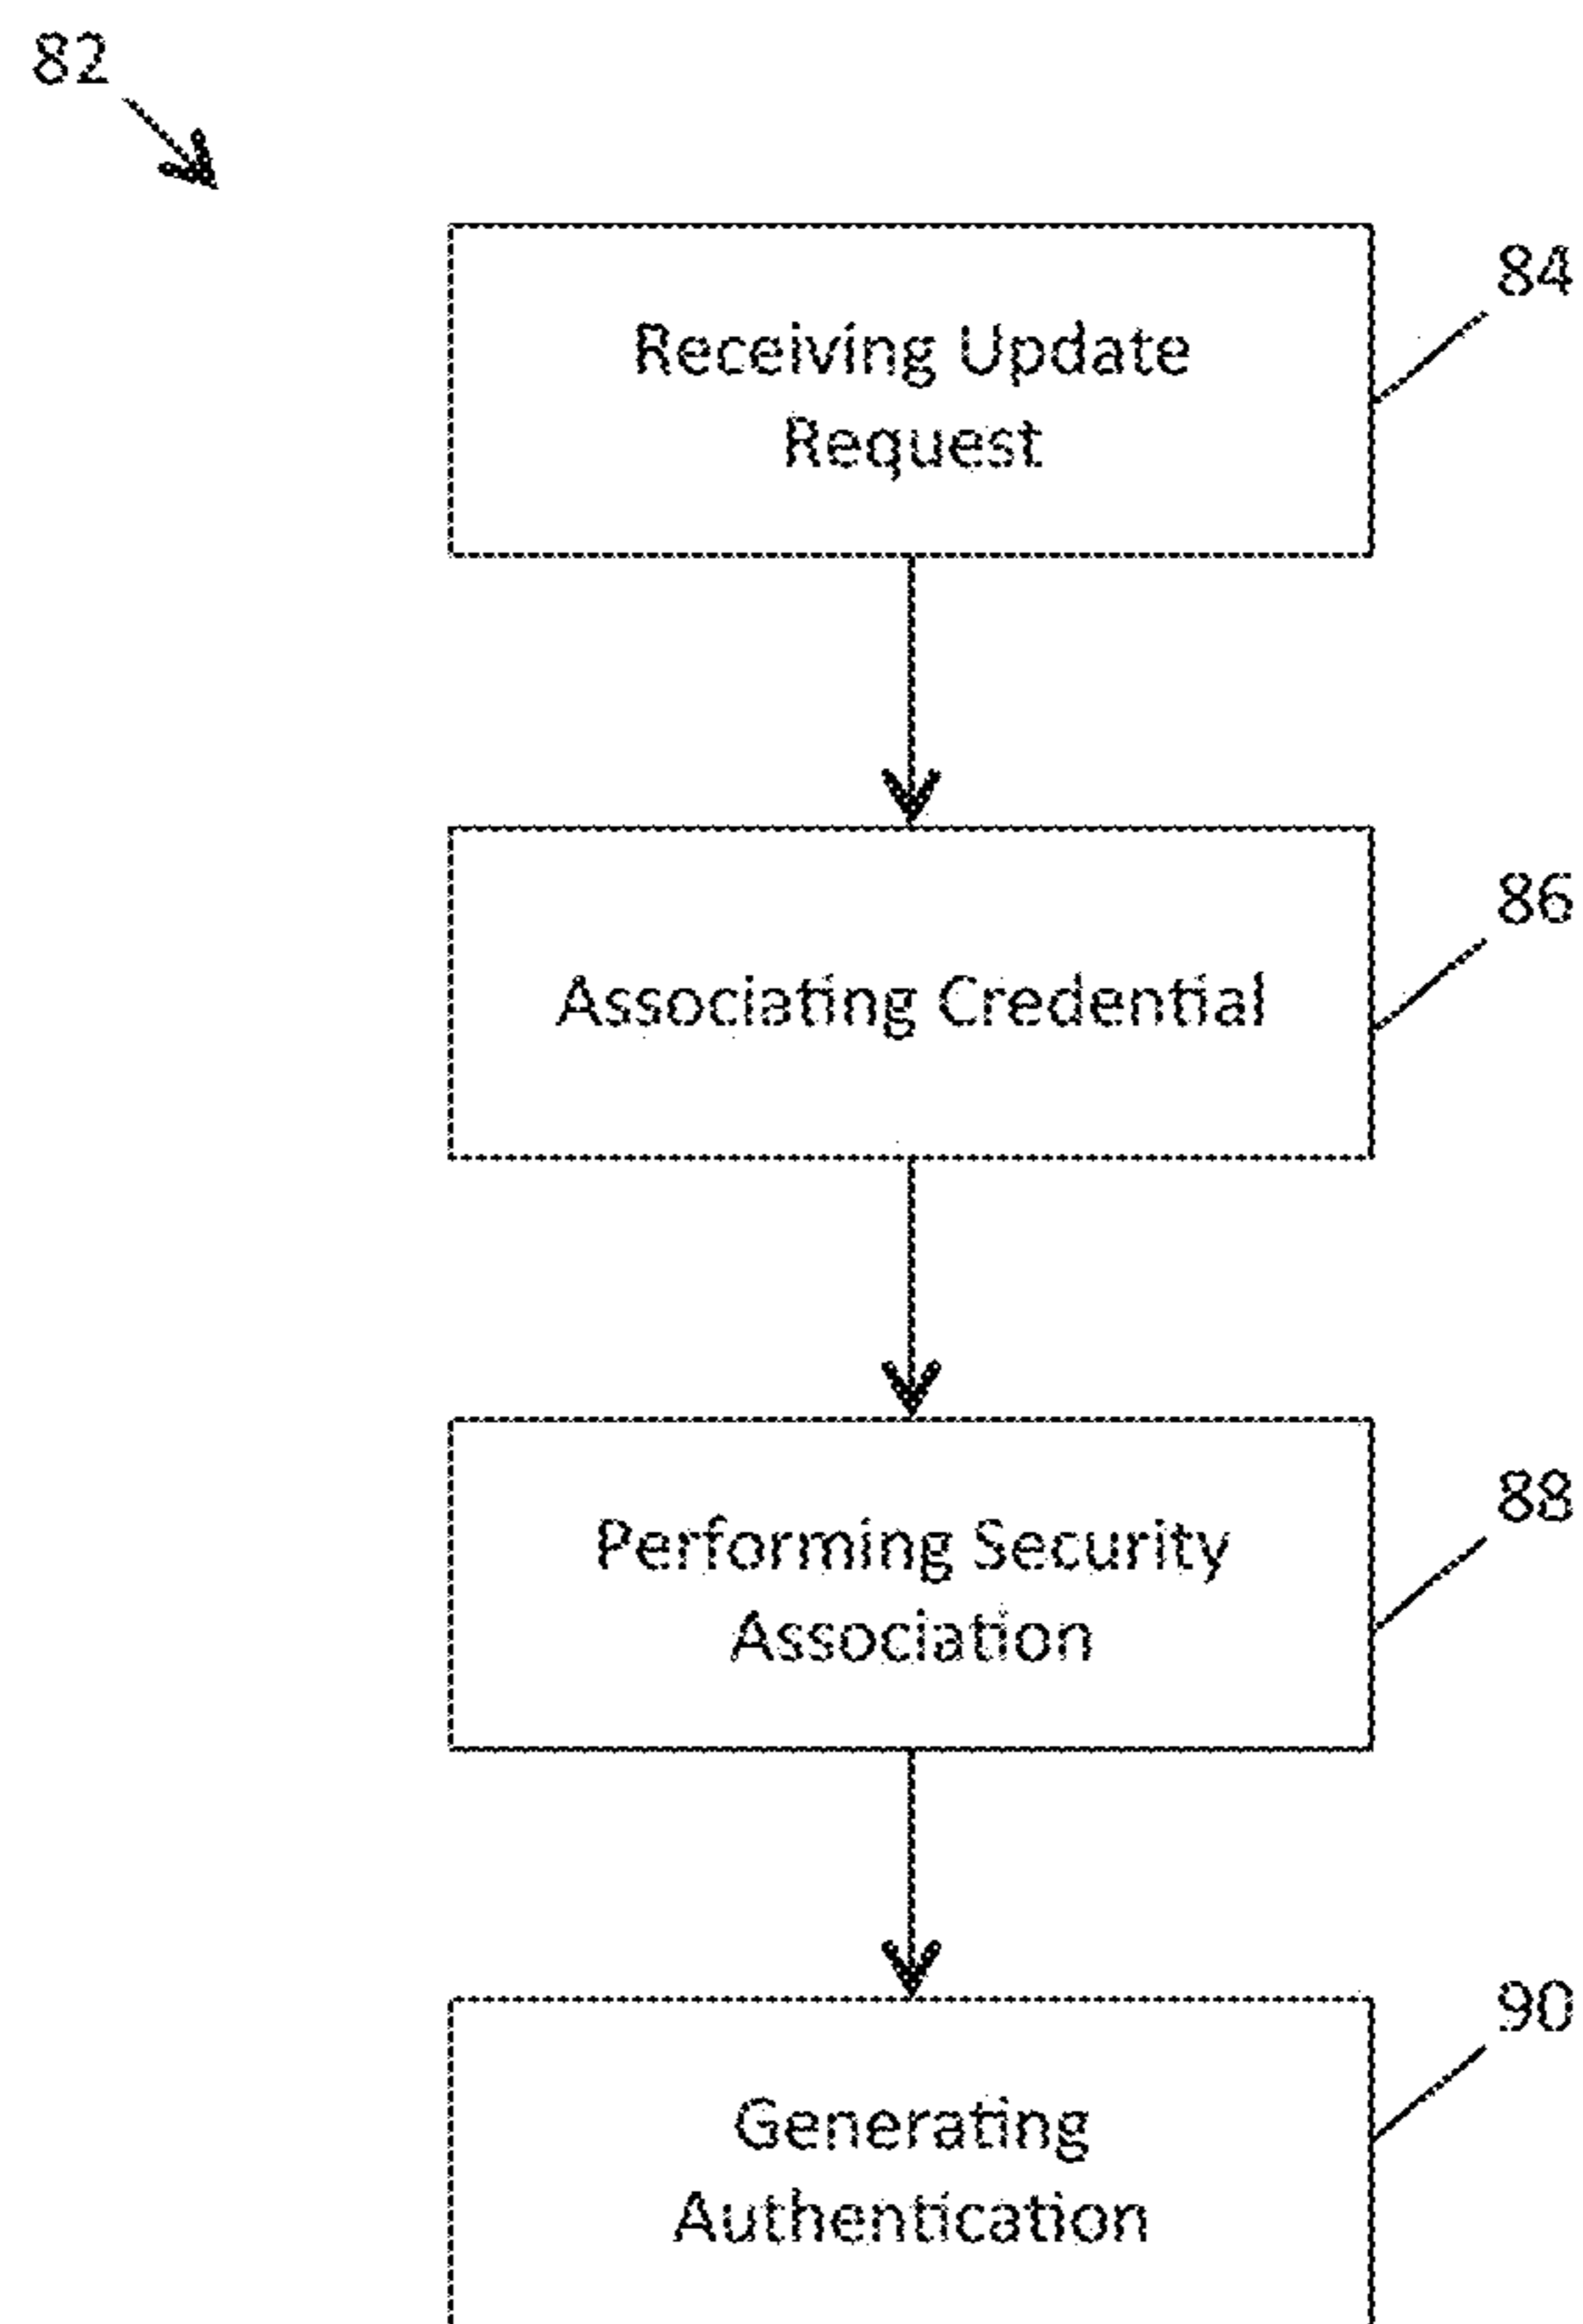 82
84
Receiving Update
Request
86
Associating Credential
88
Performing Security
Association
90
Generating
Authentication